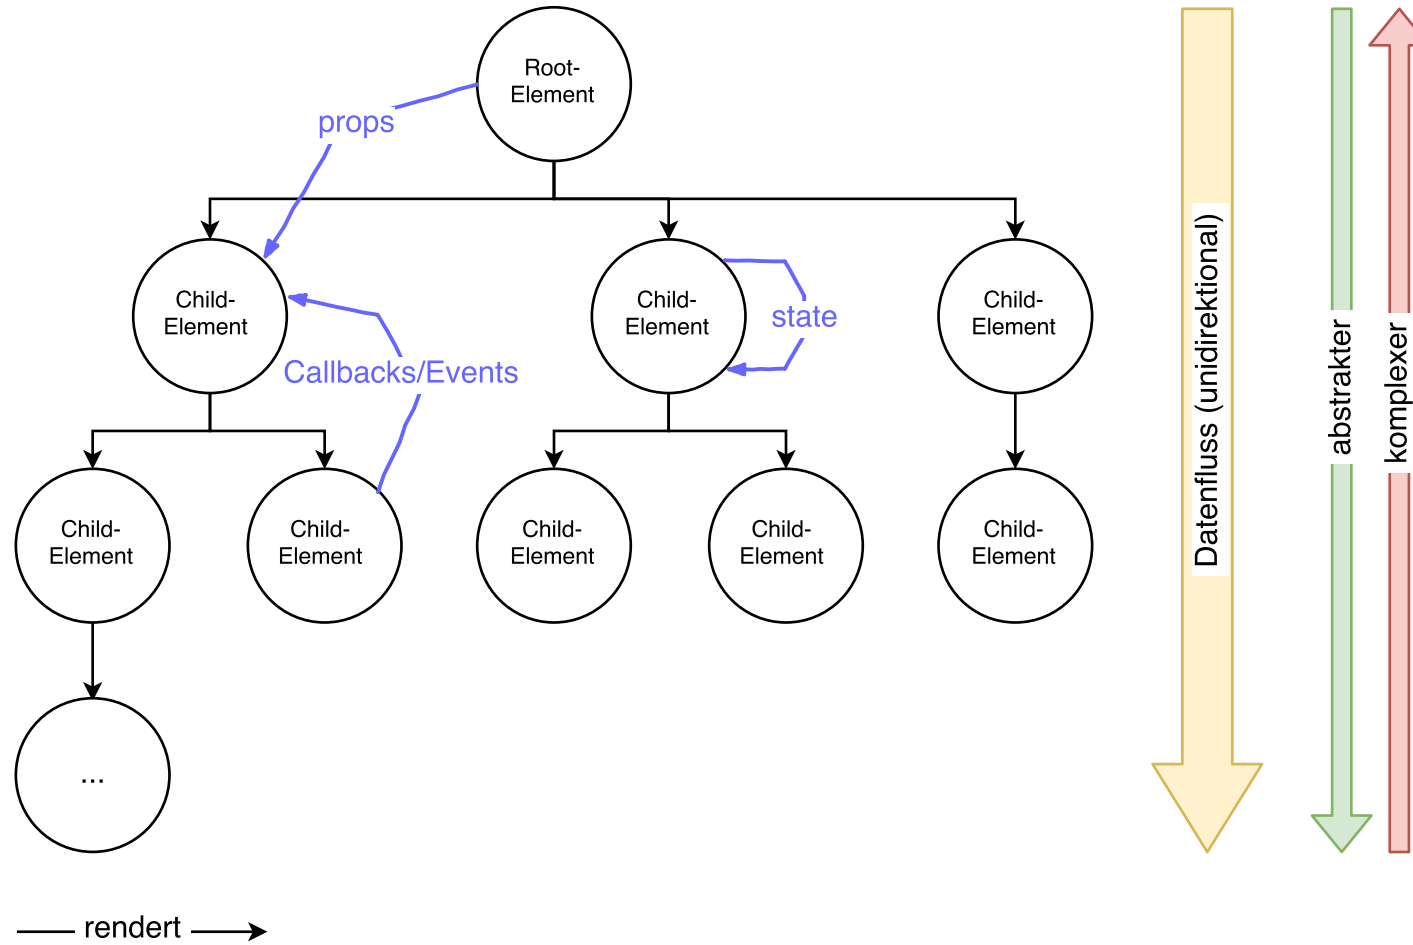 Root-
Element
props
Child-
Element
Child-
Element
state
Child-
Element
Callbacks/Events
Child-
Element
Child-
Element
Child-
Element
Child-
Element
Child-
Element
...
rendert
Datenfluss (unidirektional)
abstrakter
komplexer